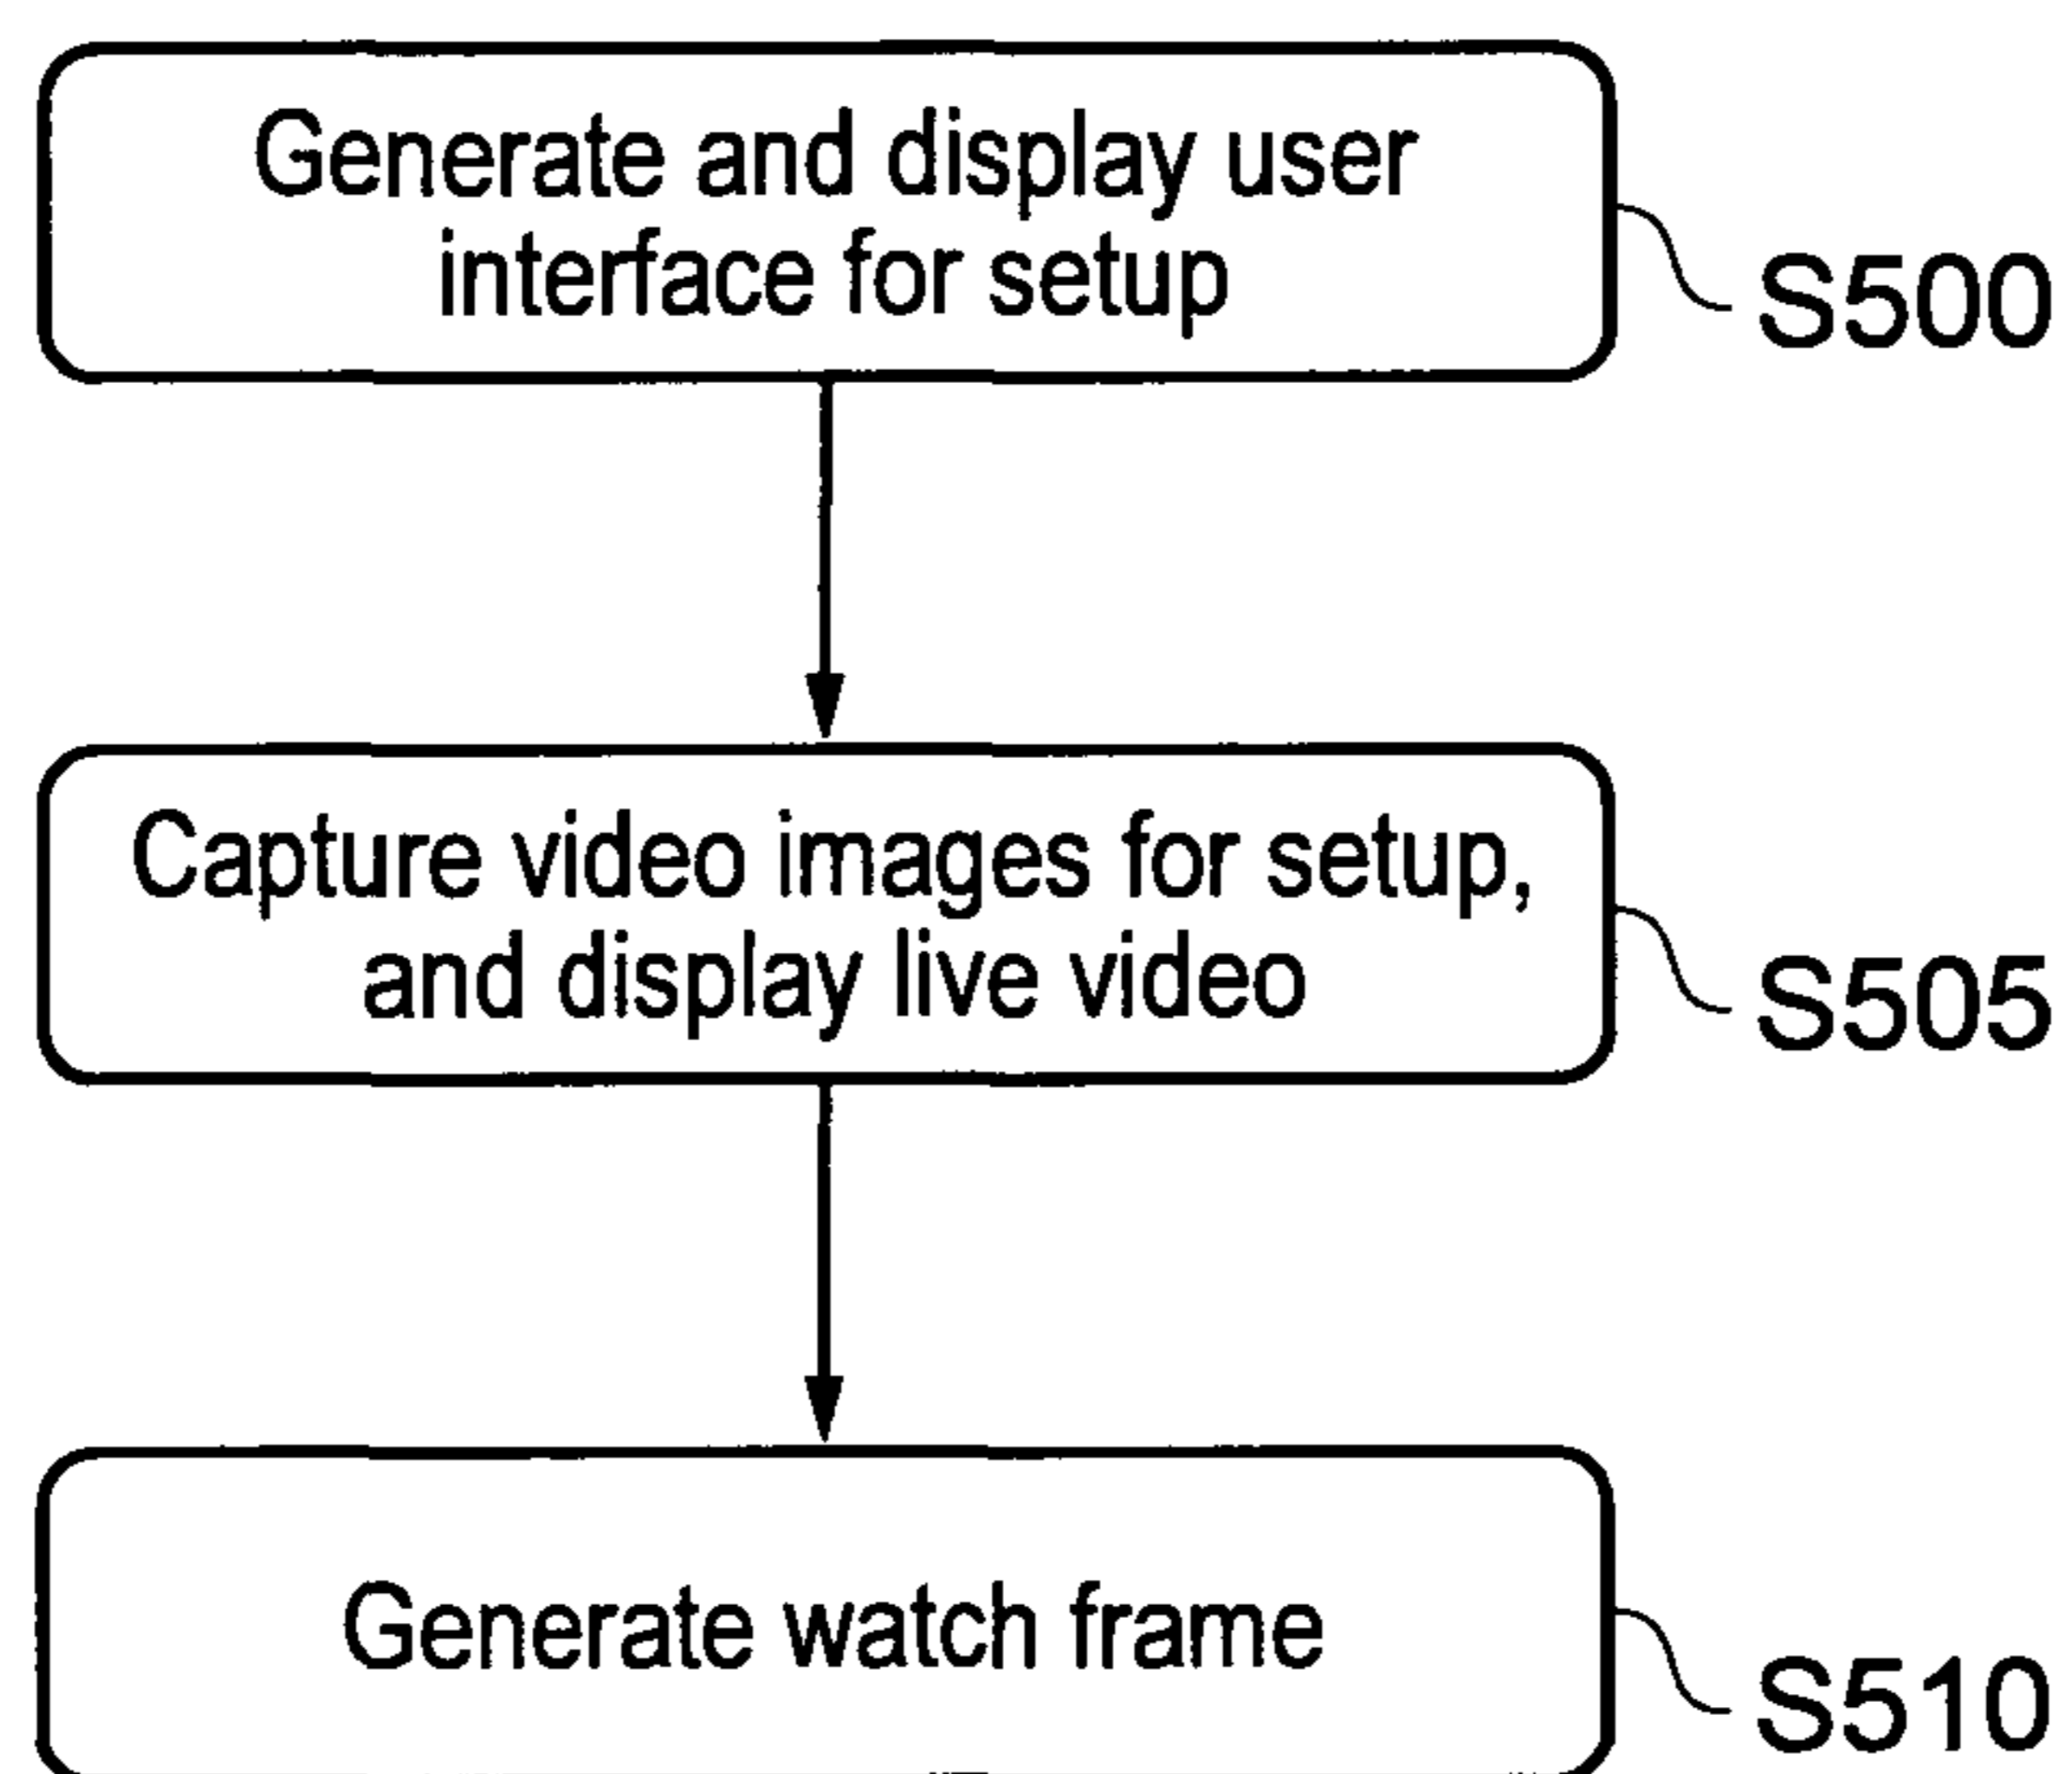 Generate and display user
interface for setup
S500
Capture video images for setup,
and display live video
S505
Generate watch frame
S510